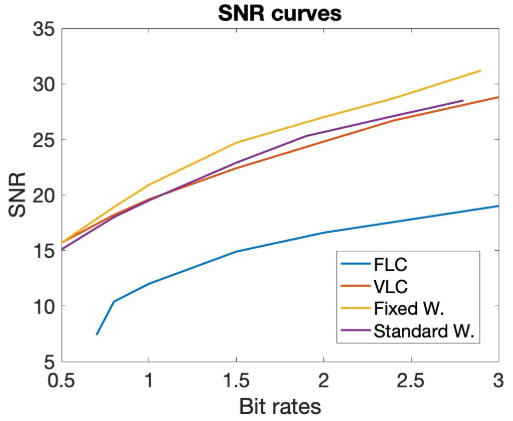 SNR curves
35
30
25
20
15
10
5
SNR
0.5 1 1.5 2 2.5 3
Bit rates
FLC
VLC
Fixed W.
Standard W.